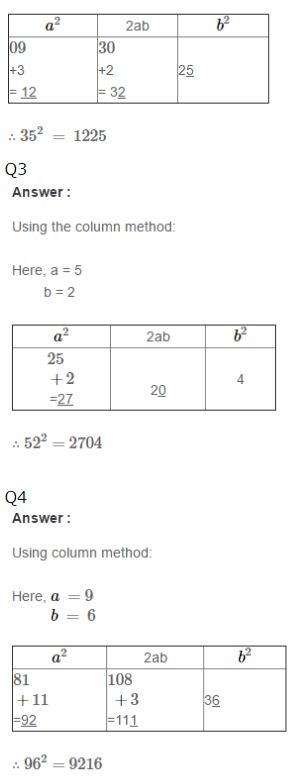 a² 2ab b²
09 30
+3 +2 25
= 12 = 32
∴ 35² = 1225
Q3
Answer :
Using the column method:
Here, a = 5
b = 2
a² 2ab b²
25
+ 2 20 4
=27
∴ 52² = 2704
Q4
Answer :
Using column method:
Here, a = 9
b = 6
a² 2ab b²
81 108
+ 11 + 3 36
=92 =111
∴ 96² = 9216